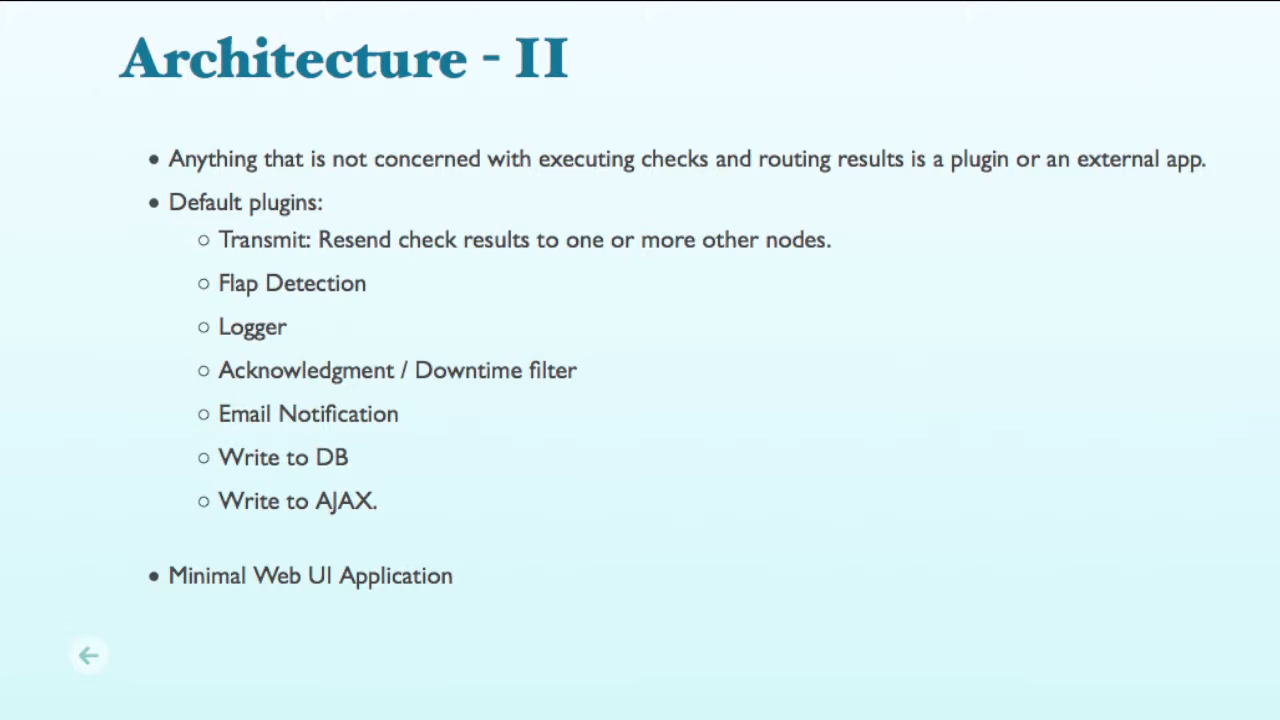 Architecture - II
• Anything that is not concerned with executing checks and routing results is a plugin or an external app.
• Default plugins:
○ Transmit: Resend check results to one or more other nodes.
○ Flap Detection
○ Logger
○ Acknowledgment / Downtime filter
○ Email Notification
○ Write to DB
○ Write to AJAX.
• Minimal Web UI Application